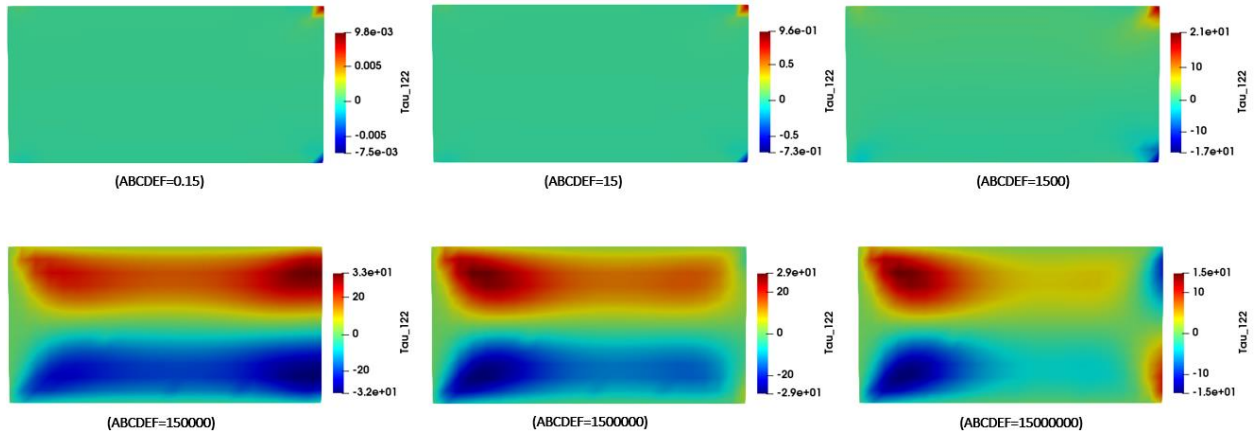 9.8e-03
0.005
0
-0.005
-7.5e-03
Tau_122
(ABCDEF=0.15)
9.6e-01
0.5
0
-0.5
-7.3e-01
Tau_122
(ABCDEF=15)
2.1e+01
10
0
-10
-1.7e+01
Tau_122
(ABCDEF=1500)
3.3e+01
20
0
-20
-3.2e+01
Tau_122
(ABCDEF=150000)
2.9e+01
20
0
-20
-2.9e+01
Tau_122
(ABCDEF=1500000)
1.5e+01
10
0
-10
-1.5e+01
Tau_122
(ABCDEF=15000000)